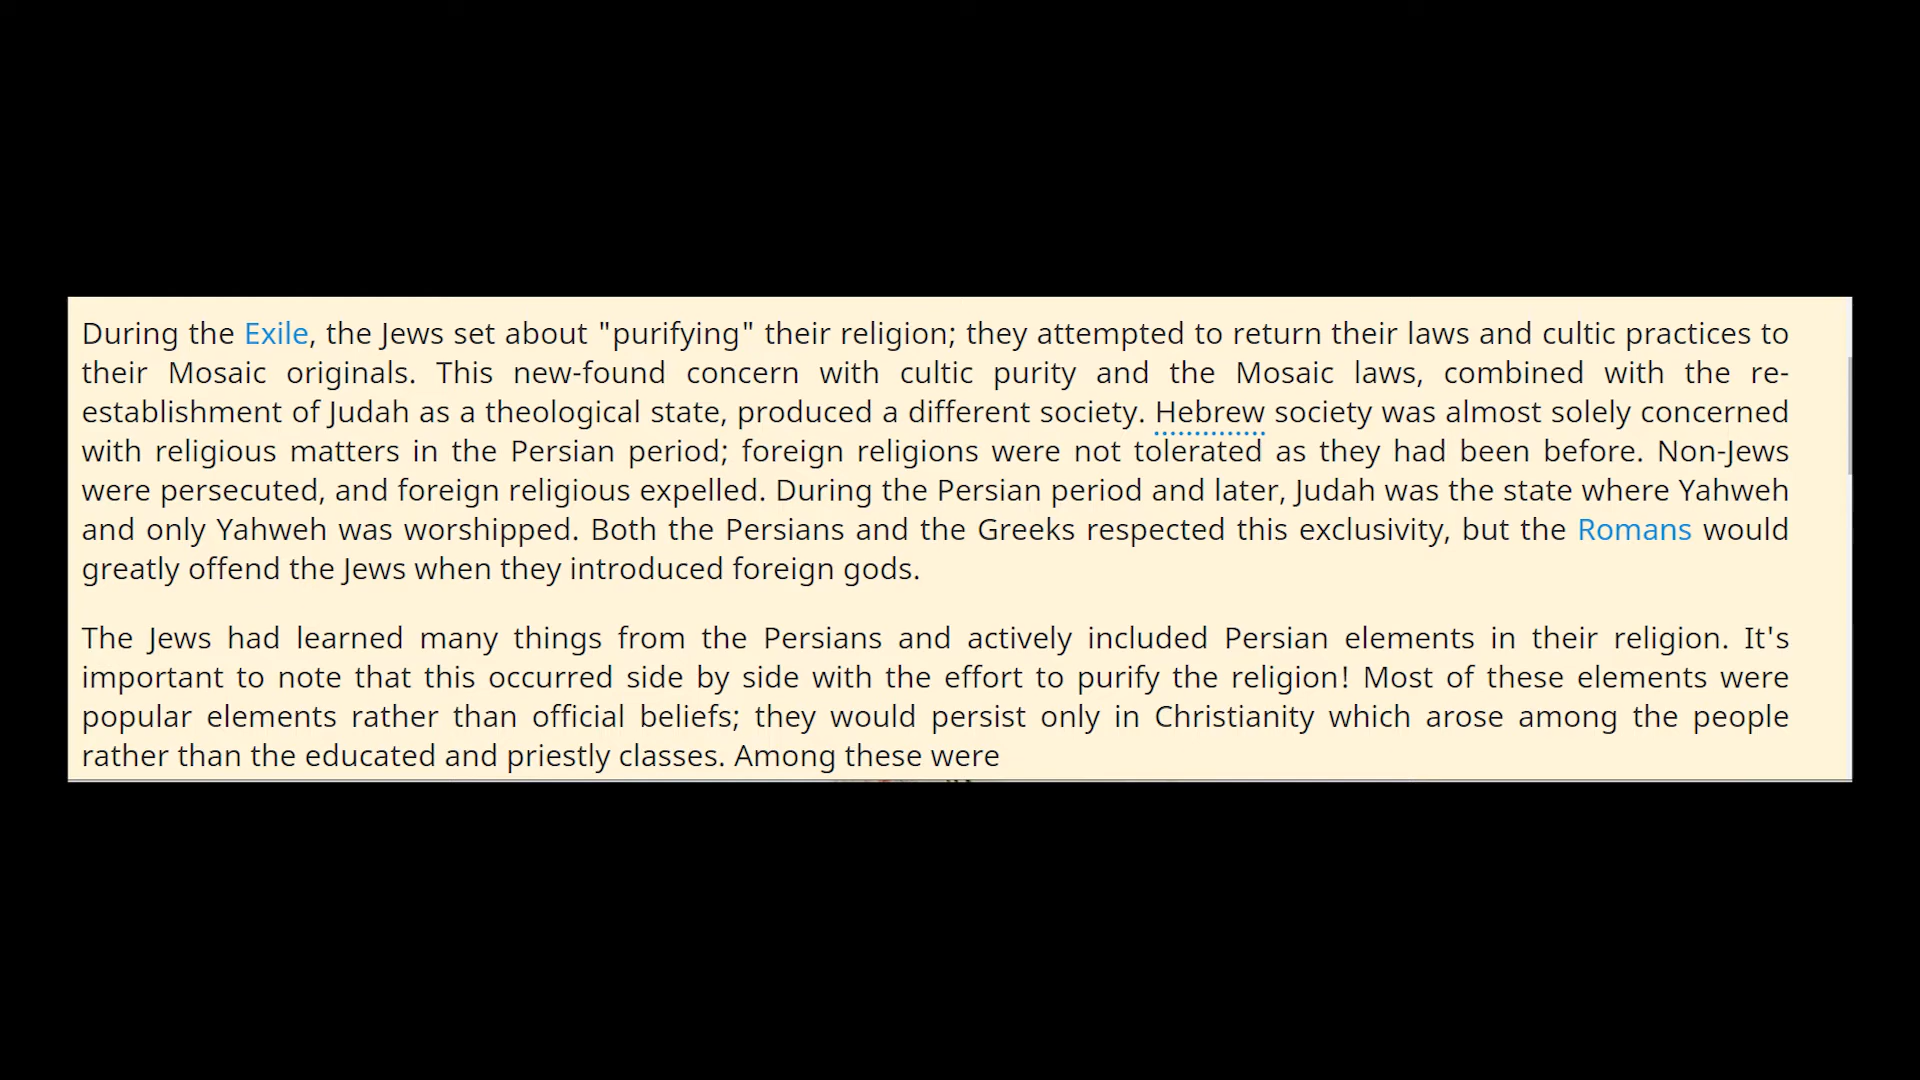 During the Exile, the Jews set about "purifying" their religion; they attempted to return their laws and cultic practices to
their Mosaic originals. This new-found concern with cultic purity and the Mosaic laws, combined with the re-
establishment of Judah as a theological state, produced a different society. Hebrew society was almost solely concerned
with religious matters in the Persian period; foreign religions were not tolerated as they had been before. Non-Jews
were persecuted, and foreign religious expelled. During the Persian period and later, Judah was the state where Yahweh
and only Yahweh was worshipped. Both the Persians and the Greeks respected this exclusivity, but the Romans would
greatly offend the Jews when they introduced foreign gods.
The Jews had learned many things from the Persians and actively included Persian elements in their religion. It's
important to note that this occurred side by side with the effort to purify the religion! Most of these elements were
popular elements rather than official beliefs; they would persist only in Christianity which arose among the people
rather than the educated and priestly classes. Among these were